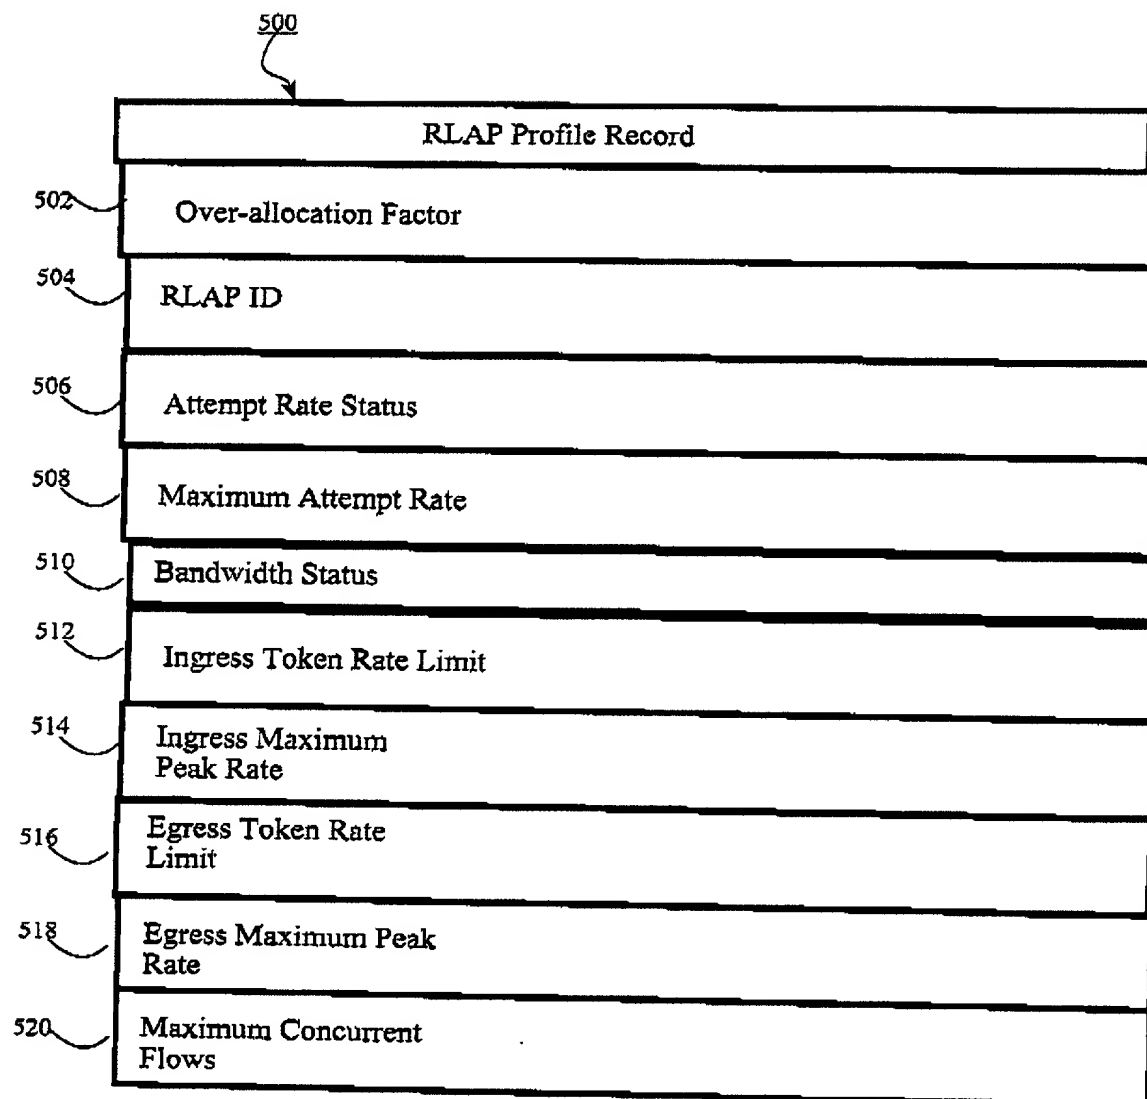 500
RLAP Profile Record
502
Over-allocation Factor
504
RLAP ID
506
Attempt Rate Status
508
Maximum Attempt Rate
510
Bandwidth Status
512
Ingress Token Rate Limit
514
Ingress Maximum
Peak Rate
516
Egress Token Rate
Limit
518
Egress Maximum Peak
Rate
520
Maximum Concurrent
Flows